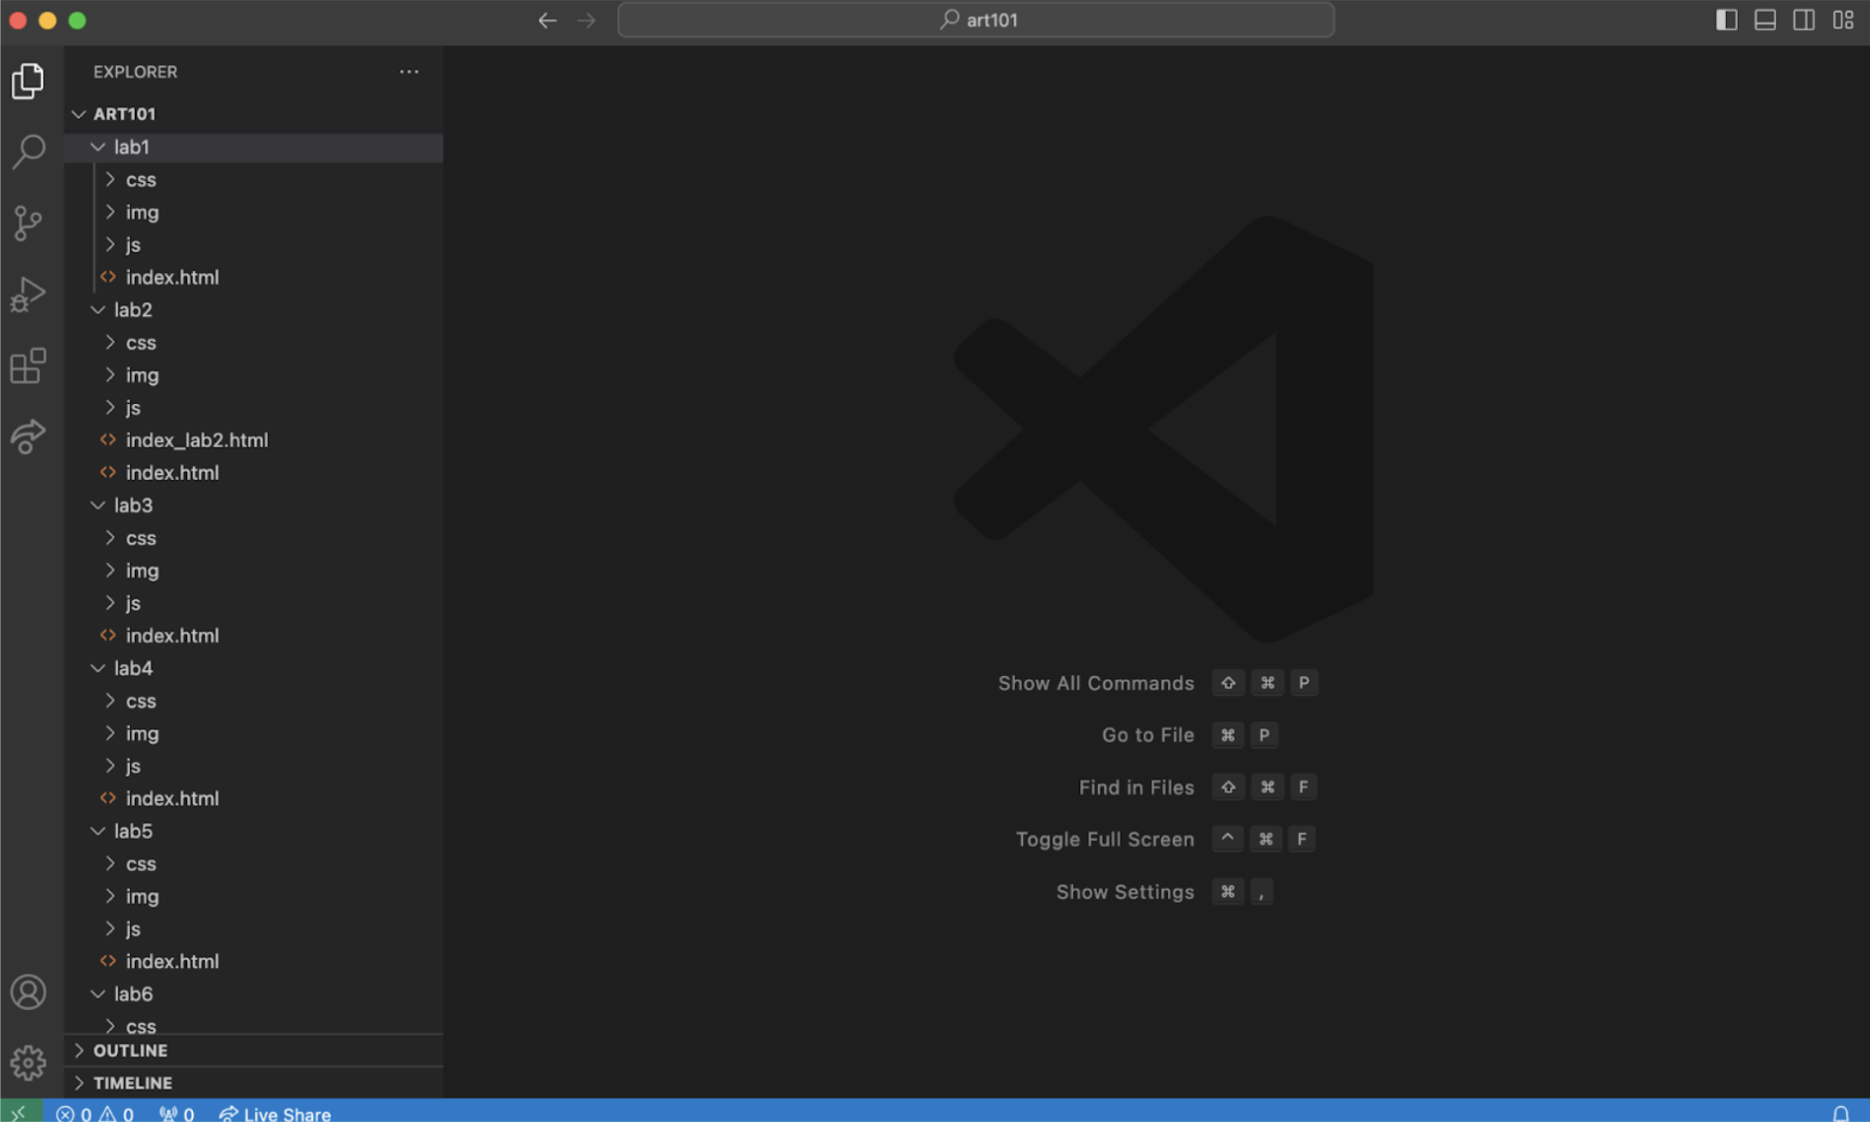 art101
EXPLORER
ART101
lab1
css
img
js
index.html
lab2
css
img
js
index_lab2.html
index.html
lab3
css
img
js
index.html
lab4
css
img
js
index.html
lab5
css
img
js
index.html
lab6
css
OUTLINE
TIMELINE
Show All Commands ⇧ ⌘ P
Go to File ⌘ P
Find in Files ⇧ ⌘ F
Toggle Full Screen ^ ⌘ F
Show Settings ⌘ ,
0 0 0 Live Share